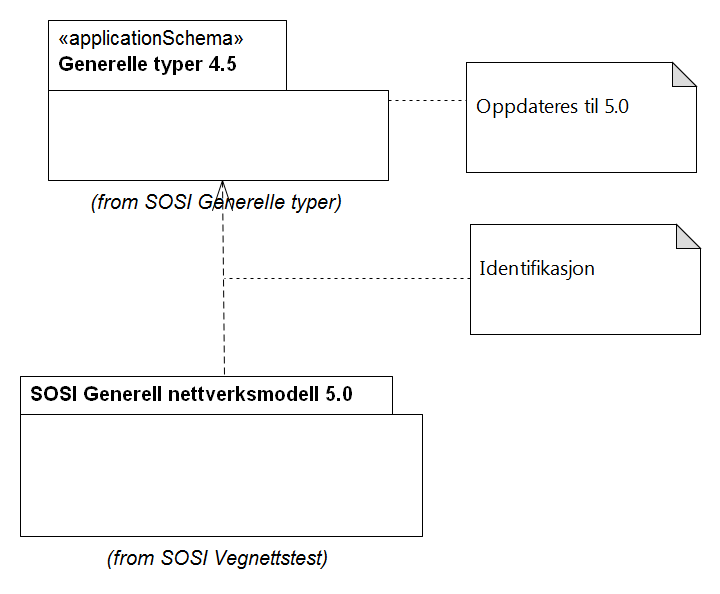 «applicationSchema»
Generelle typer 4.5
Oppdateres til 5.0
(from SOSI Generelle typer)
Identifikasjon
SOSI Generell nettverksmodell 5.0
(from SOSI Vegnettstest)